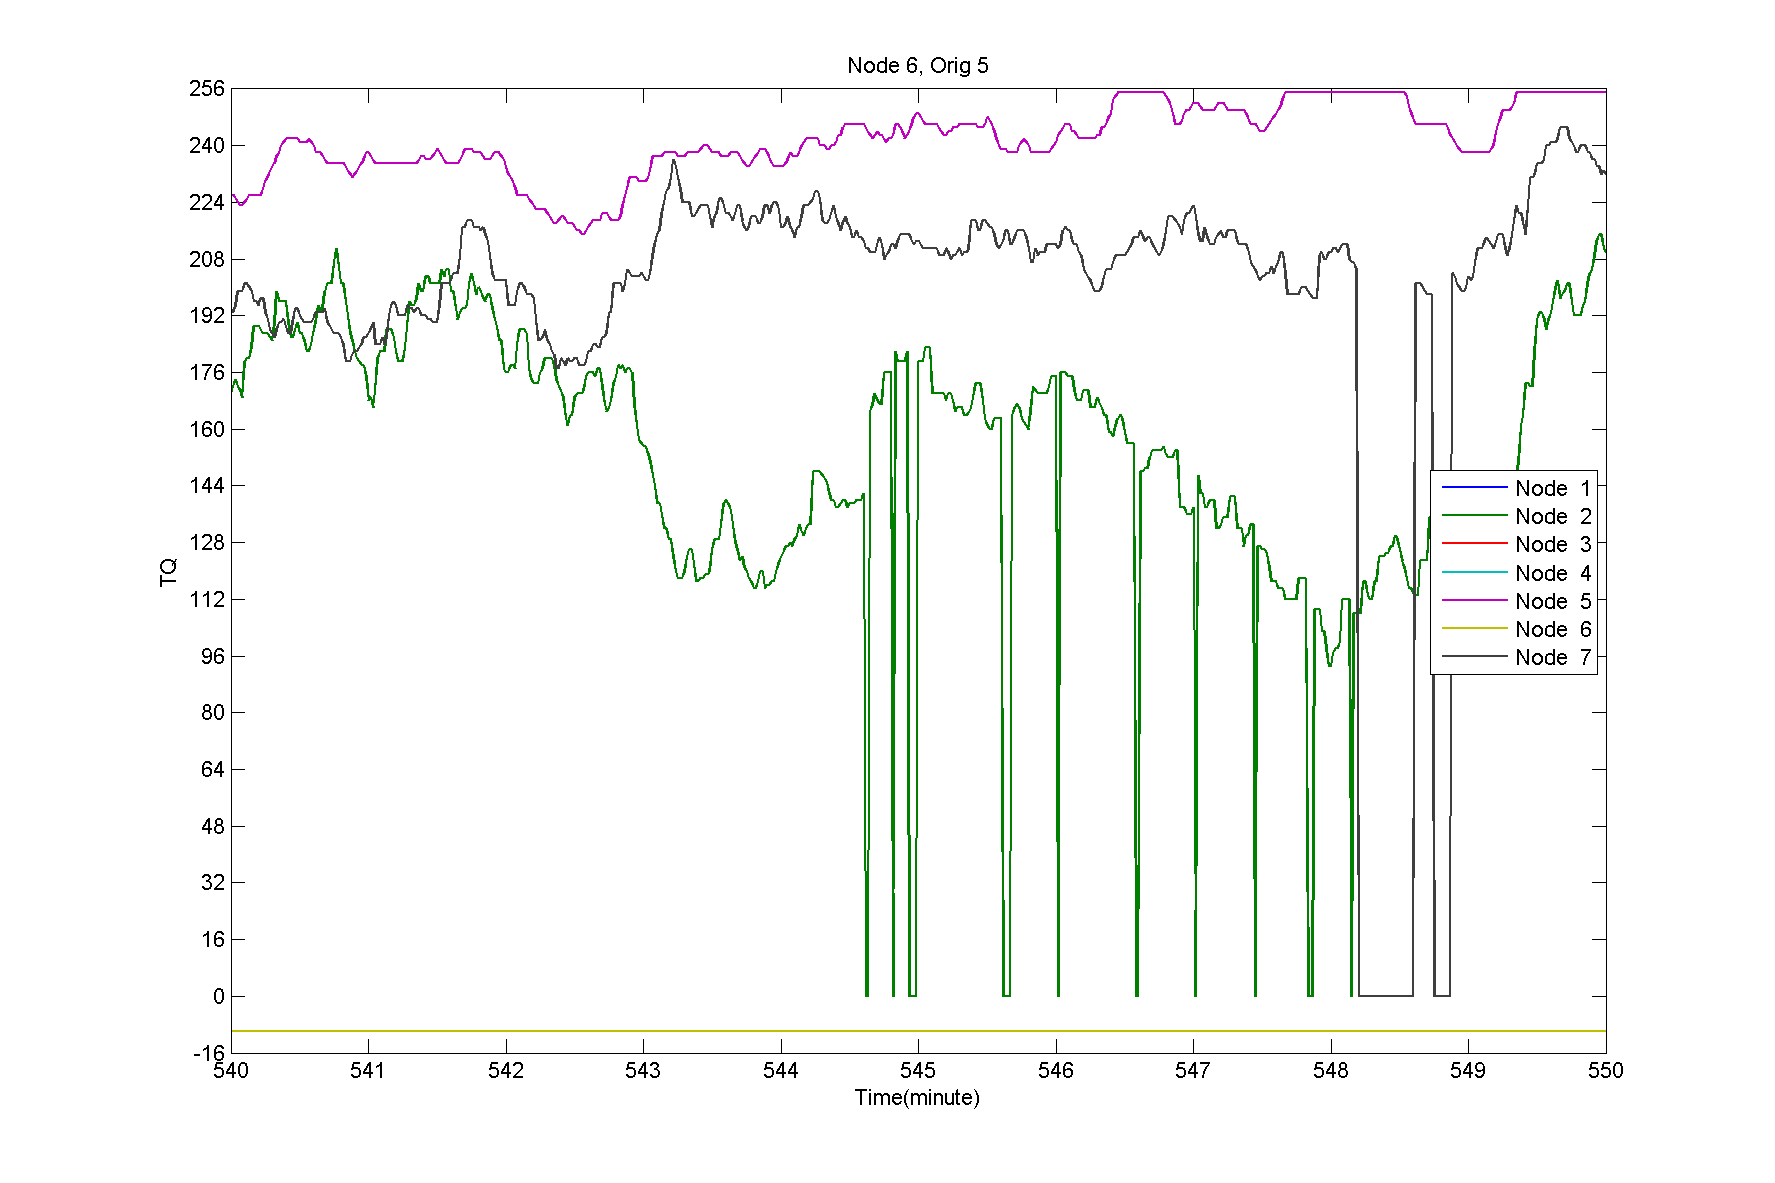 Node 6, Orig 5
256
240
224
208
192
176
160
144
128
112
96
80
64
48
32
16
0
-16
TQ
Node 1
Node 2
Node 3
Node 4
Node 5
Node 6
Node 7
540 541 542 543 544 545 546 547 548 549 550
Time(minute)